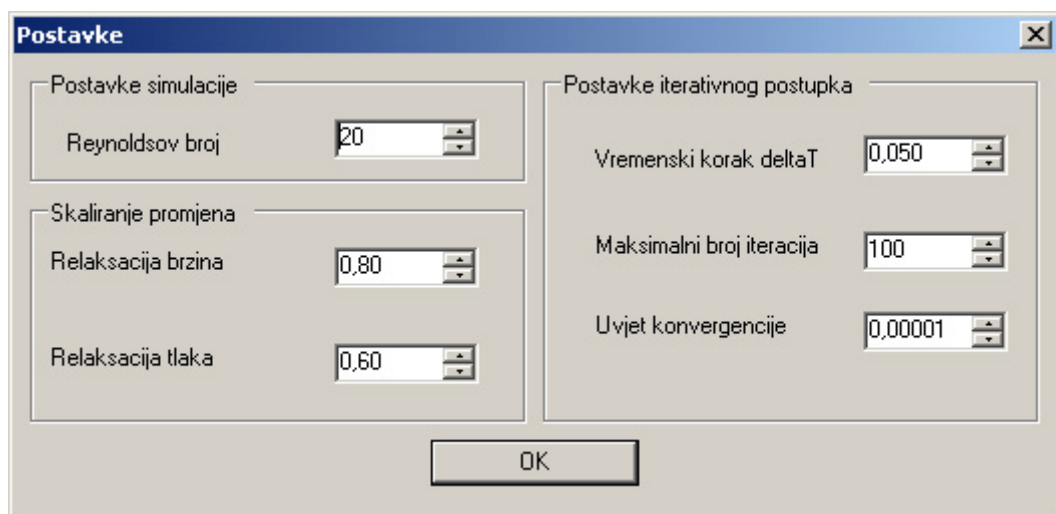 Postavke
Postavke simulacije
Reynoldsov broj 20
Skaliranje promjena
Relaksacija brzina 0,80
Relaksacija tlaka 0,60
Postavke iterativnog postupka
Vremenski korak deltaT 0,050
Maksimalni broj iteracija 100
Uvjet konvergencije 0,00001
OK